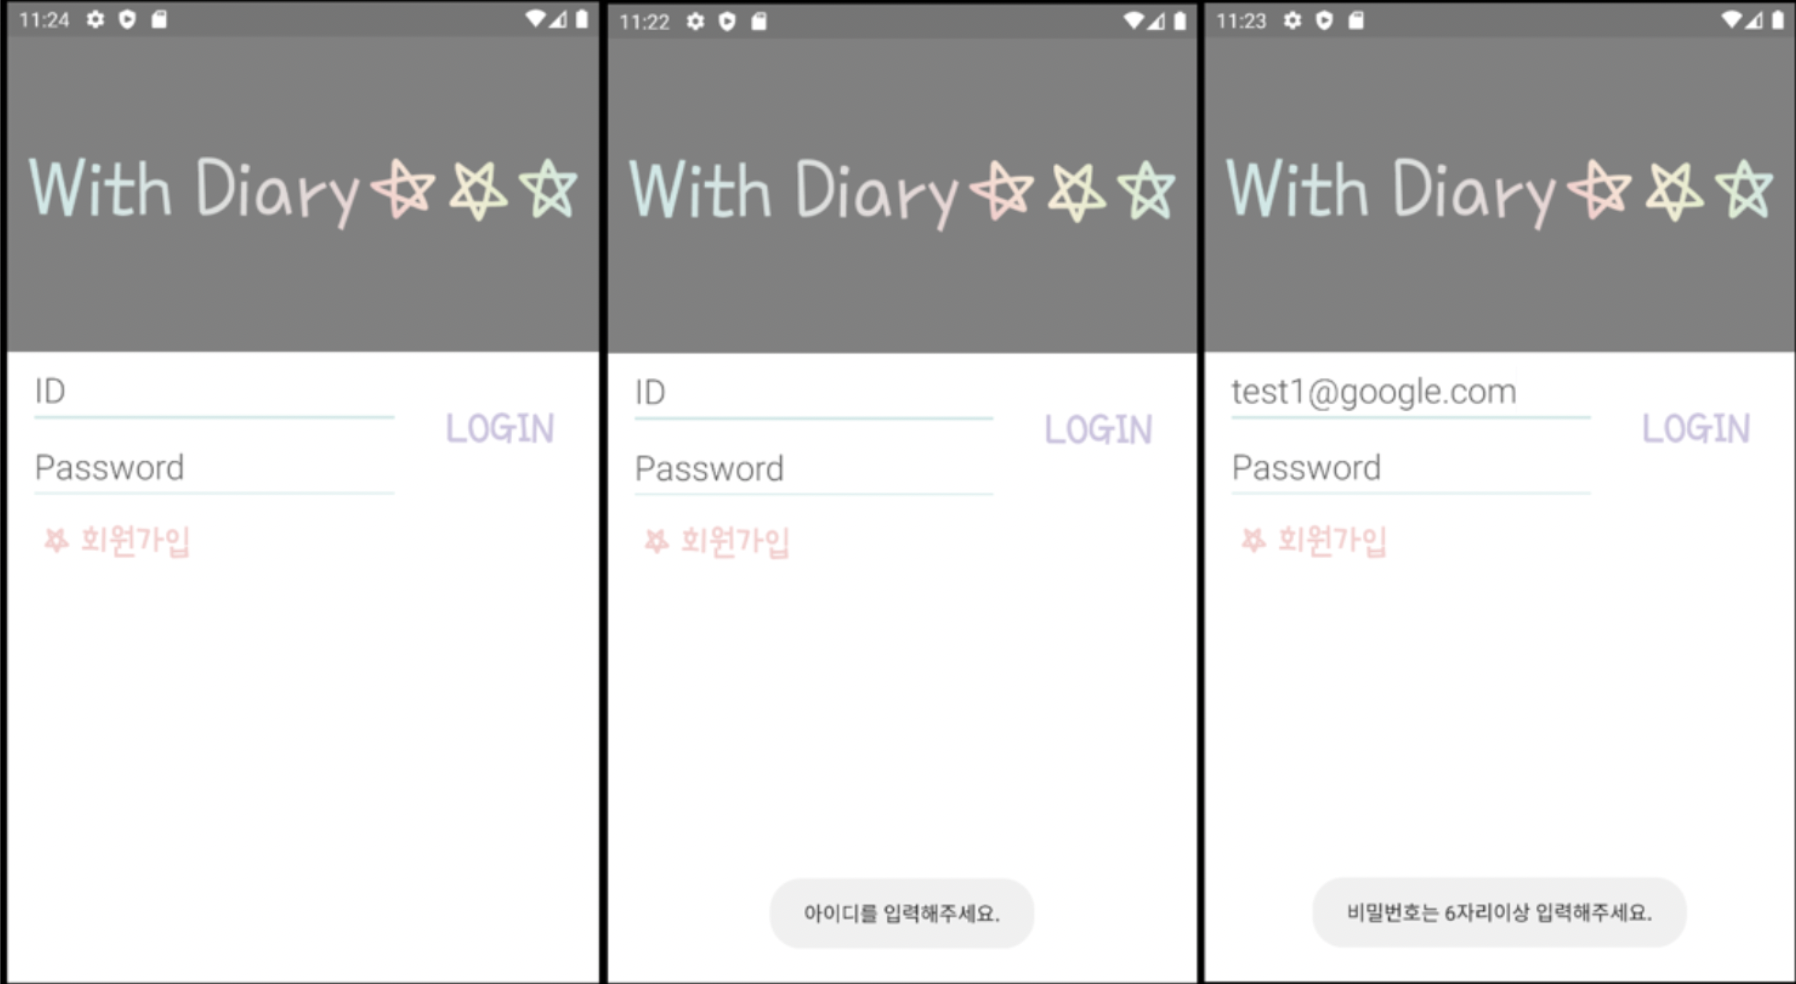 11:24
With Diary
ID
LOGIN
Password
회원가입
11:22
With Diary
ID
LOGIN
Password
회원가입
아이디를 입력해주세요.
11:23
With Diary
test1@google.com
LOGIN
Password
회원가입
비밀번호는 6자리이상 입력해주세요.